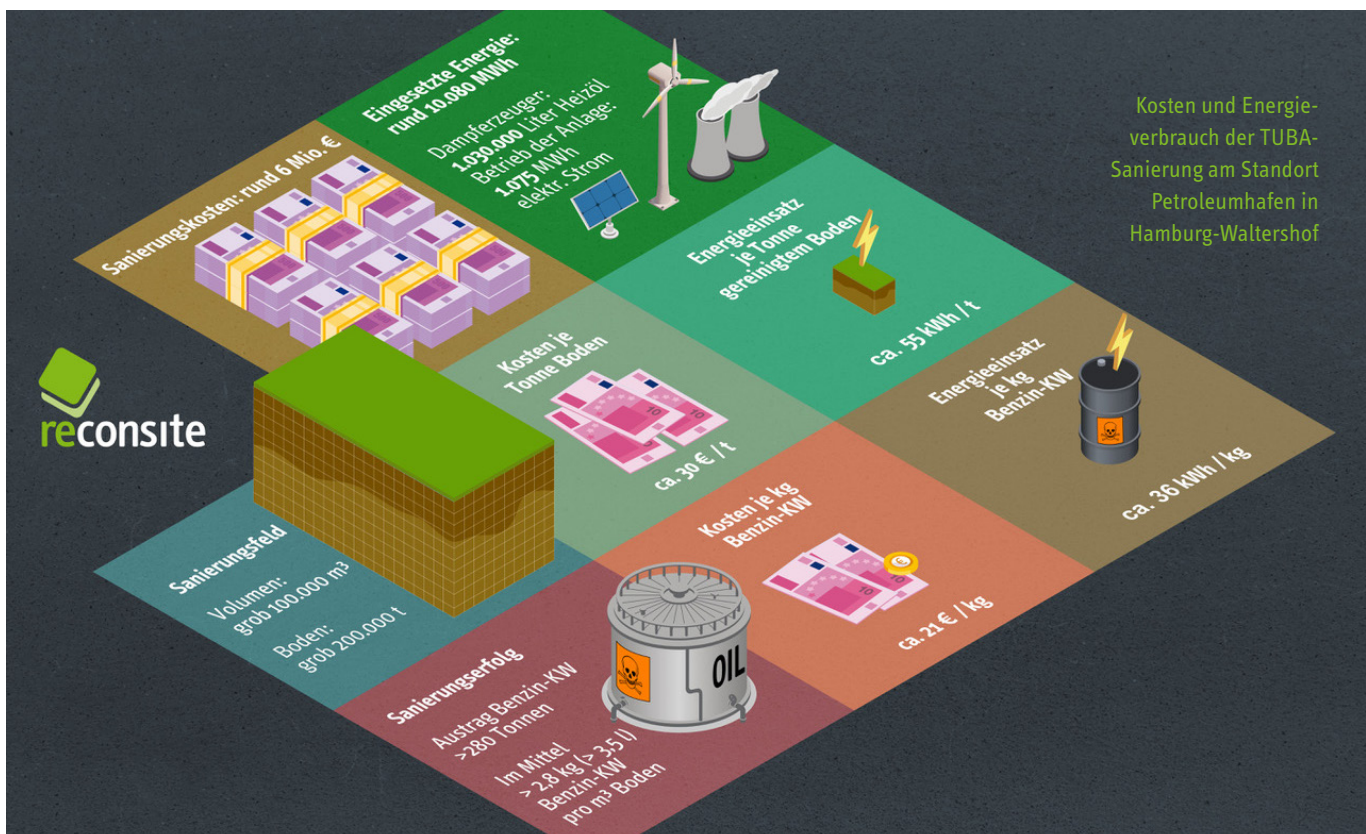 Kosten und Energie-
verbrauch der TUBA-
Sanierung am Standort
Petroleumhafen in
Hamburg-Waltershof
Eingesetzte Energie:
rund 10.080 MWh
Dampferzeuger:
1.030.000 Liter Heizöl
Betrieb der Anlage:
1.075 MWh
elektr. Strom
Sanierungskosten: rund 6 Mio. €
Energieeinsatz
je Tonne
gereinigtem Boden
ca. 55 kWh / t
Kosten je
Tonne Boden
10
10
ca. 30 € / t
Energieeinsatz
je kg
Benzin-KW
ca. 36 kWh / kg
reconsite
Sanierungsfeld
Volumen:
grob 100.000 m³
Boden:
grob 200.000 t
Kosten je kg
Benzin-KW
10
10
€
ca. 21 € / kg
Sanierungserfolg
Austrag Benzin-KW
>280 Tonnen
Im Mittel
> 2,8 kg (> 3,5 l)
Benzin-KW
pro m³ Boden
OIL